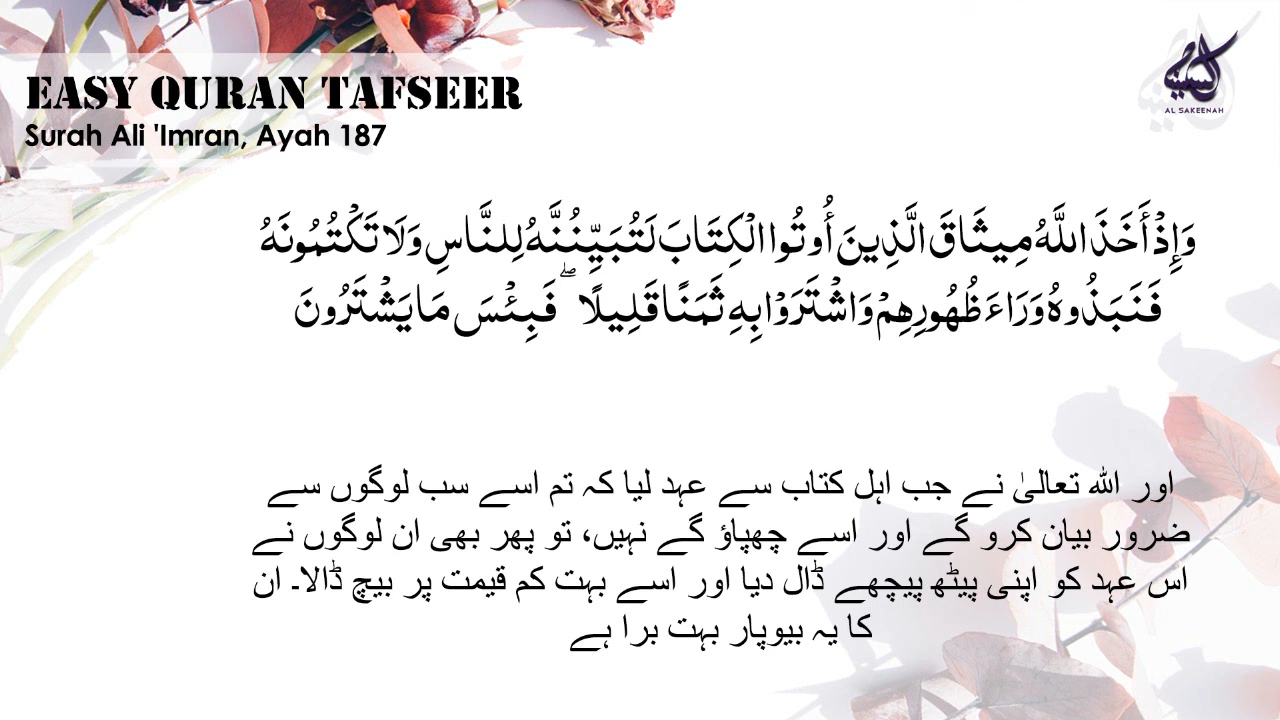 EASY QURAN TAFSEER
Surah Ali 'Imran, Ayah 187
السكينة
AL SAKEENAH
وَإِذْ أَخَذَ اللَّهُ مِيثَاقَ الَّذِينَ أُوتُوا الْكِتَابَ لَتُبَيِّنُنَّهُ لِلنَّاسِ وَلَا تَكْتُمُونَهُ
فَنَبَذُوهُ وَرَاءَ ظُهُورِهِمْ وَاشْتَرَوْا بِهِ ثَمَنًا قَلِيلًا ۖ فَبِئْسَ مَا يَشْتَرُونَ
اور اللہ تعالیٰ نے جب اہل کتاب سے عہد لیا کہ تم اسے سب لوگوں سے
ضرور بیان کرو گے اور اسے چھپاؤ گے نہیں، تو پھر بھی ان لوگوں نے
اس عہد کو اپنی پیٹھ پیچھے ڈال دیا اور اسے بہت کم قیمت پر بیچ ڈالا۔ ان
کا یہ بیوپار بہت برا ہے